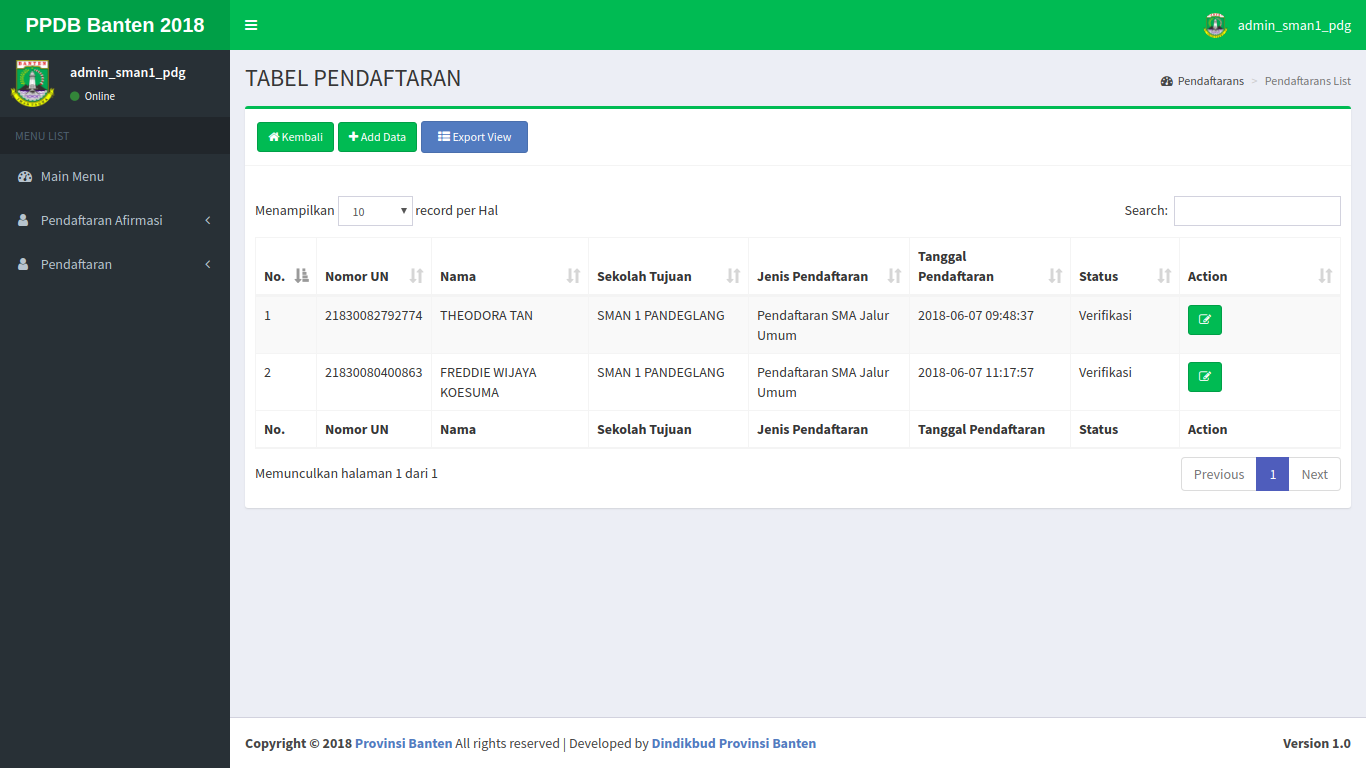 PPDB Banten 2018
admin_sman1_pdg
admin_sman1_pdg
Online
MENU LIST
Main Menu
Pendaftaran Afirmasi
Pendaftaran
TABEL PENDAFTARAN
Pendaftarans > Pendaftarans List
Kembali Add Data Export View
Menampilkan 10 record per Hal Search:
No. Nomor UN Nama Sekolah Tujuan Jenis Pendaftaran Tanggal Pendaftaran Status Action
1 21830082792774 THEODORA TAN SMAN 1 PANDEGLANG Pendaftaran SMA Jalur Umum 2018-06-07 09:48:37 Verifikasi
2 21830080400863 FREDDIE WIJAYA KOESUMA SMAN 1 PANDEGLANG Pendaftaran SMA Jalur Umum 2018-06-07 11:17:57 Verifikasi
No. Nomor UN Nama Sekolah Tujuan Jenis Pendaftaran Tanggal Pendaftaran Status Action
Memunculkan halaman 1 dari 1 Previous 1 Next
Copyright © 2018 Provinsi Banten All rights reserved | Developed by Dindikbud Provinsi Banten Version 1.0